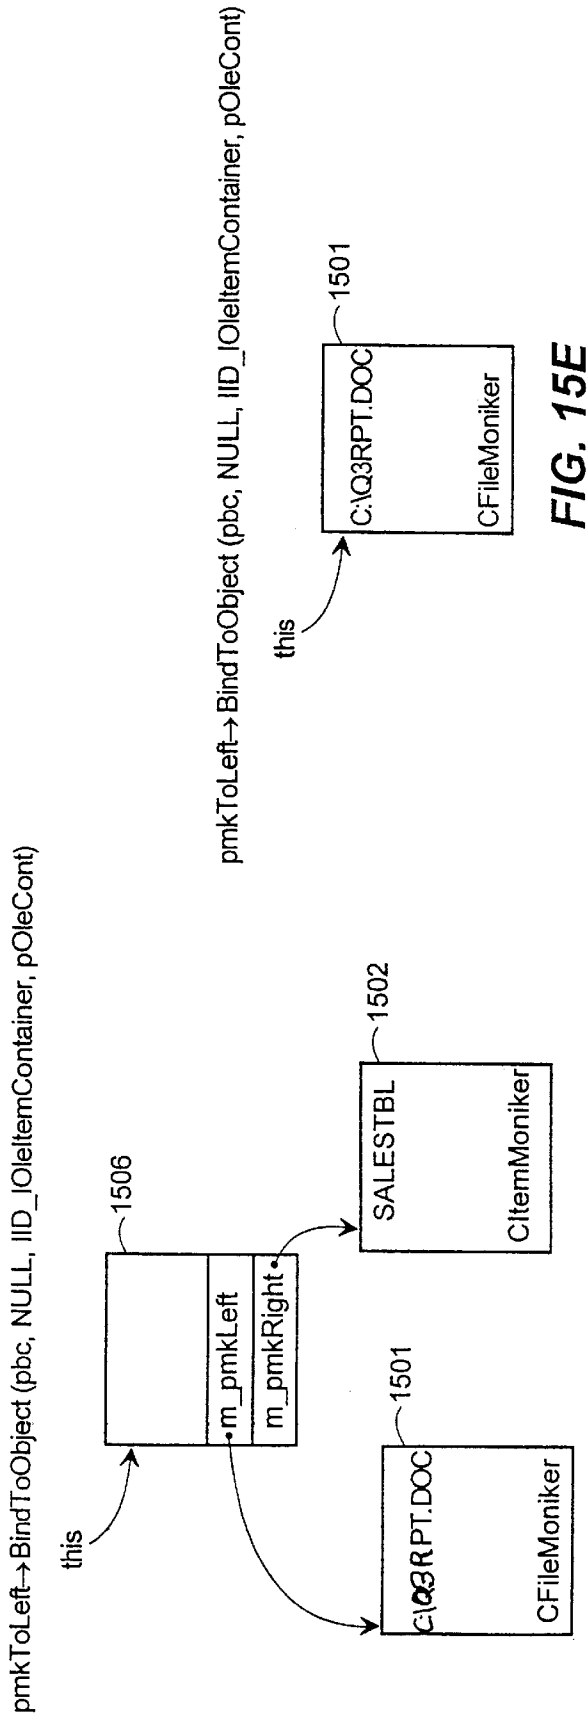 pmkToLeft→BindToObject (pbc, NULL, IID_IOleItemContainer, pOleCont)
this
1506
m_pmkLeft
m_pmkRight
1501
C:\Q3RPT.DOC
CFileMoniker
1502
SALESTBL
CItemMoniker
pmkToLeft→BindToObject (pbc, NULL, IID_IOleItemContainer, pOleCont)
this
1501
C:\Q3RPT.DOC
CFileMoniker
FIG. 15E